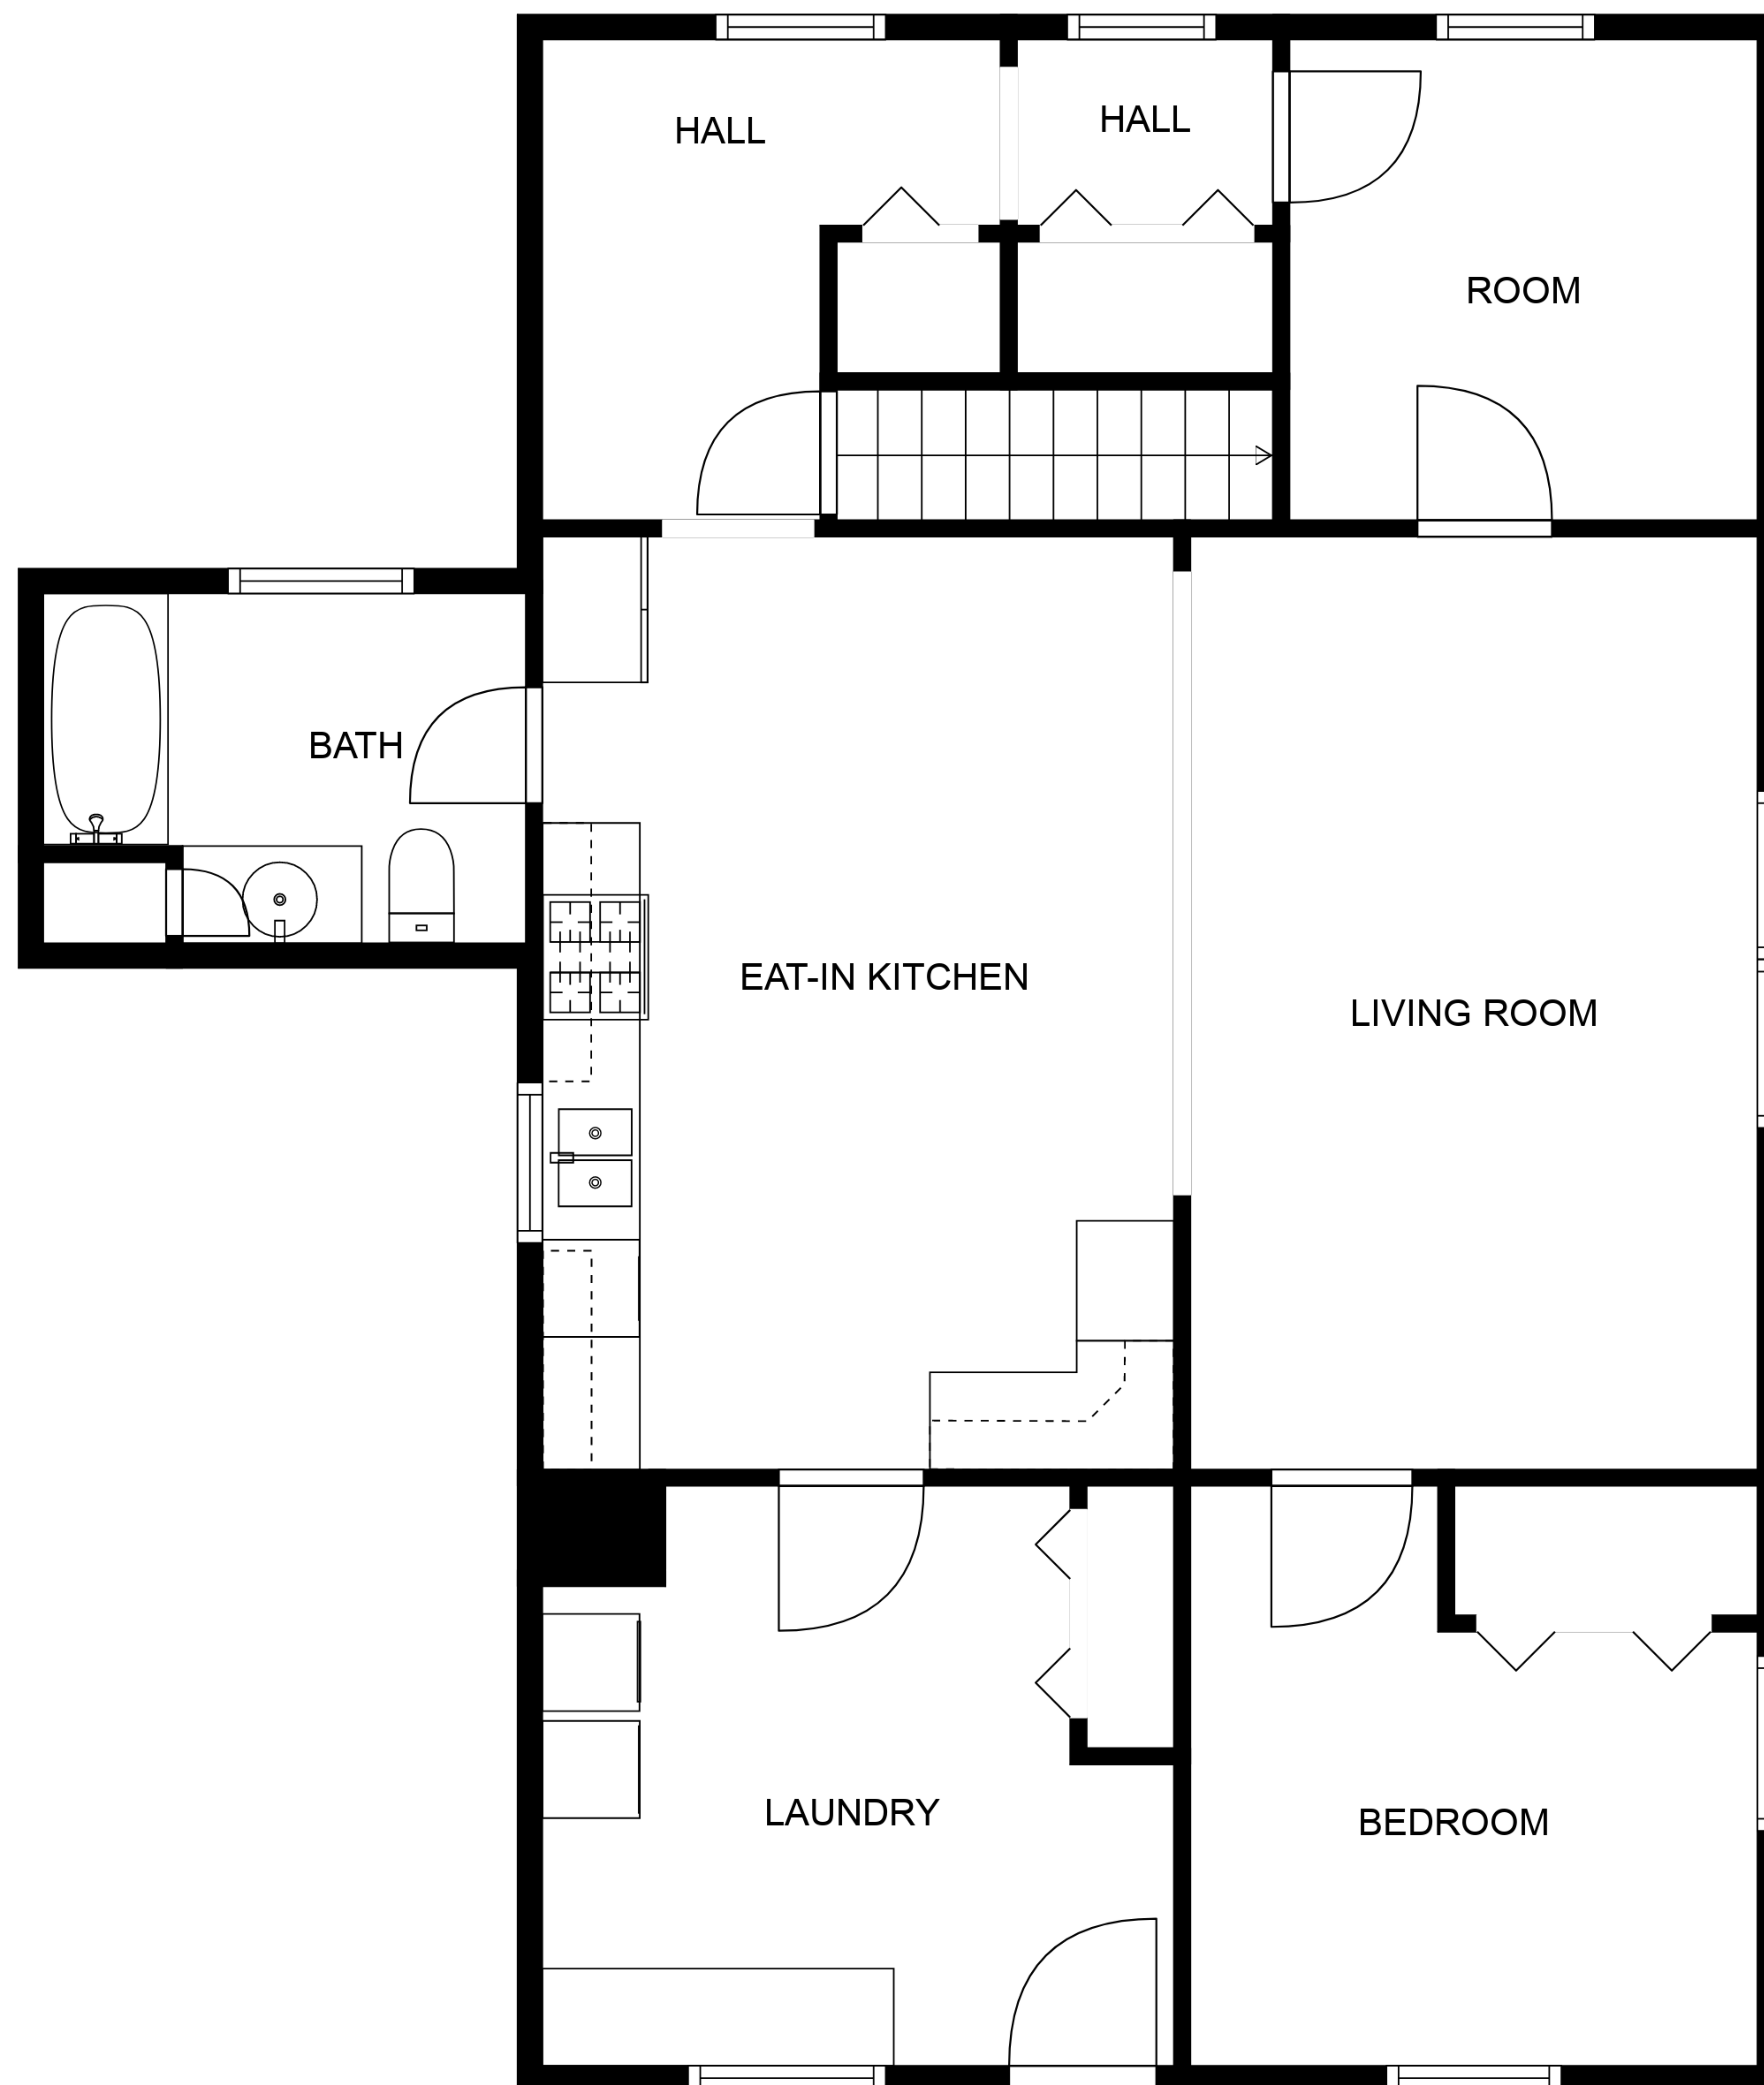 HALL
HALL
ROOM
BATH
EAT-IN KITCHEN
LIVING ROOM
LAUNDRY
BEDROOM